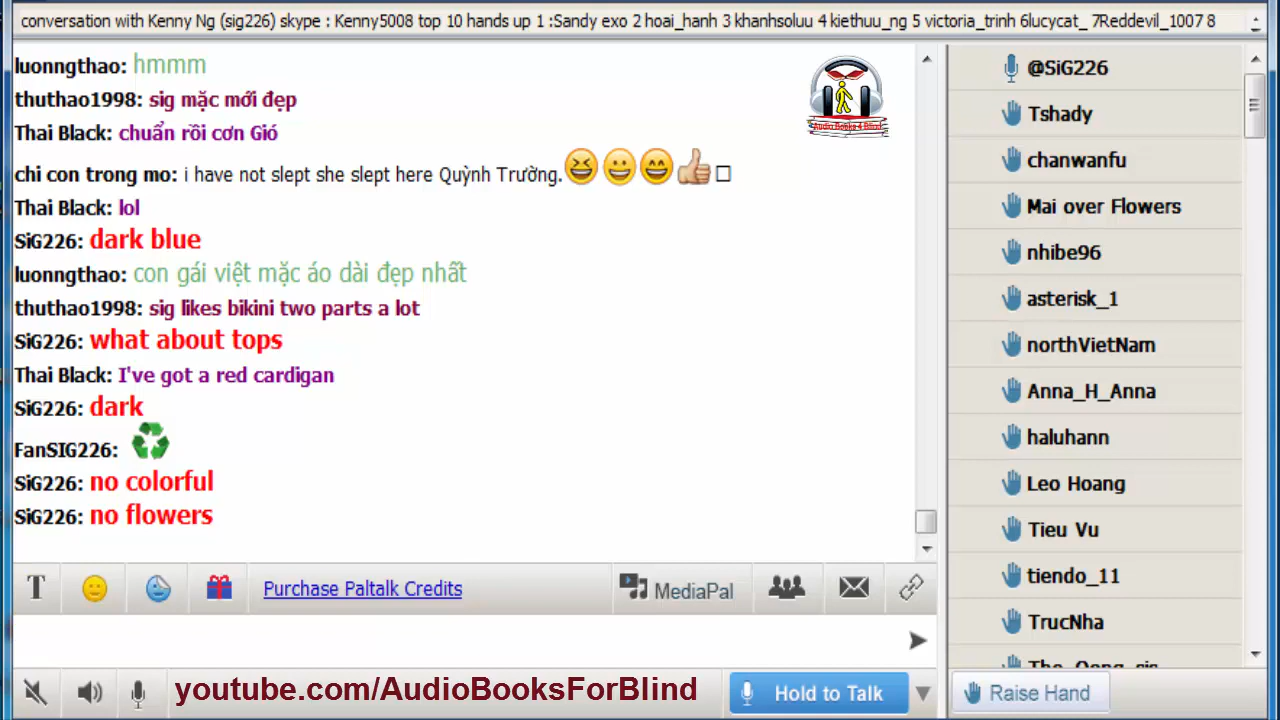 conversation with Kenny Ng (sig226) skype : Kenny5008 top 10 hands up 1 :Sandy exo 2 hoai_hanh 3 khanhsoluu 4 kiethuu_ng 5 victoria_trinh 6lucycat_ 7Reddevil_1007 8
luonngthao: hmmm
thuthao1998: sig mặc mới đẹp
Thai Black: chuẩn rồi cơn Gió
chi con trong mo: i have not slept she slept here Quỳnh Trường.
Thai Black: lol
SiG226: dark blue
luonngthao: con gái việt mặc áo dài đẹp nhất
thuthao1998: sig likes bikini two parts a lot
SiG226: what about tops
Thai Black: I've got a red cardigan
SiG226: dark
FanSIG226:
SiG226: no colorful
SiG226: no flowers
Audio Books 4 Blind
@SiG226
Tshady
chanwanfu
Mai over Flowers
nhibe96
asterisk_1
northVietNam
Anna_H_Anna
haluhann
Leo Hoang
Tieu Vu
tiendo_11
TrucNha
T Purchase Paltalk Credits MediaPal
youtube.com/AudioBooksForBlind Hold to Talk Raise Hand